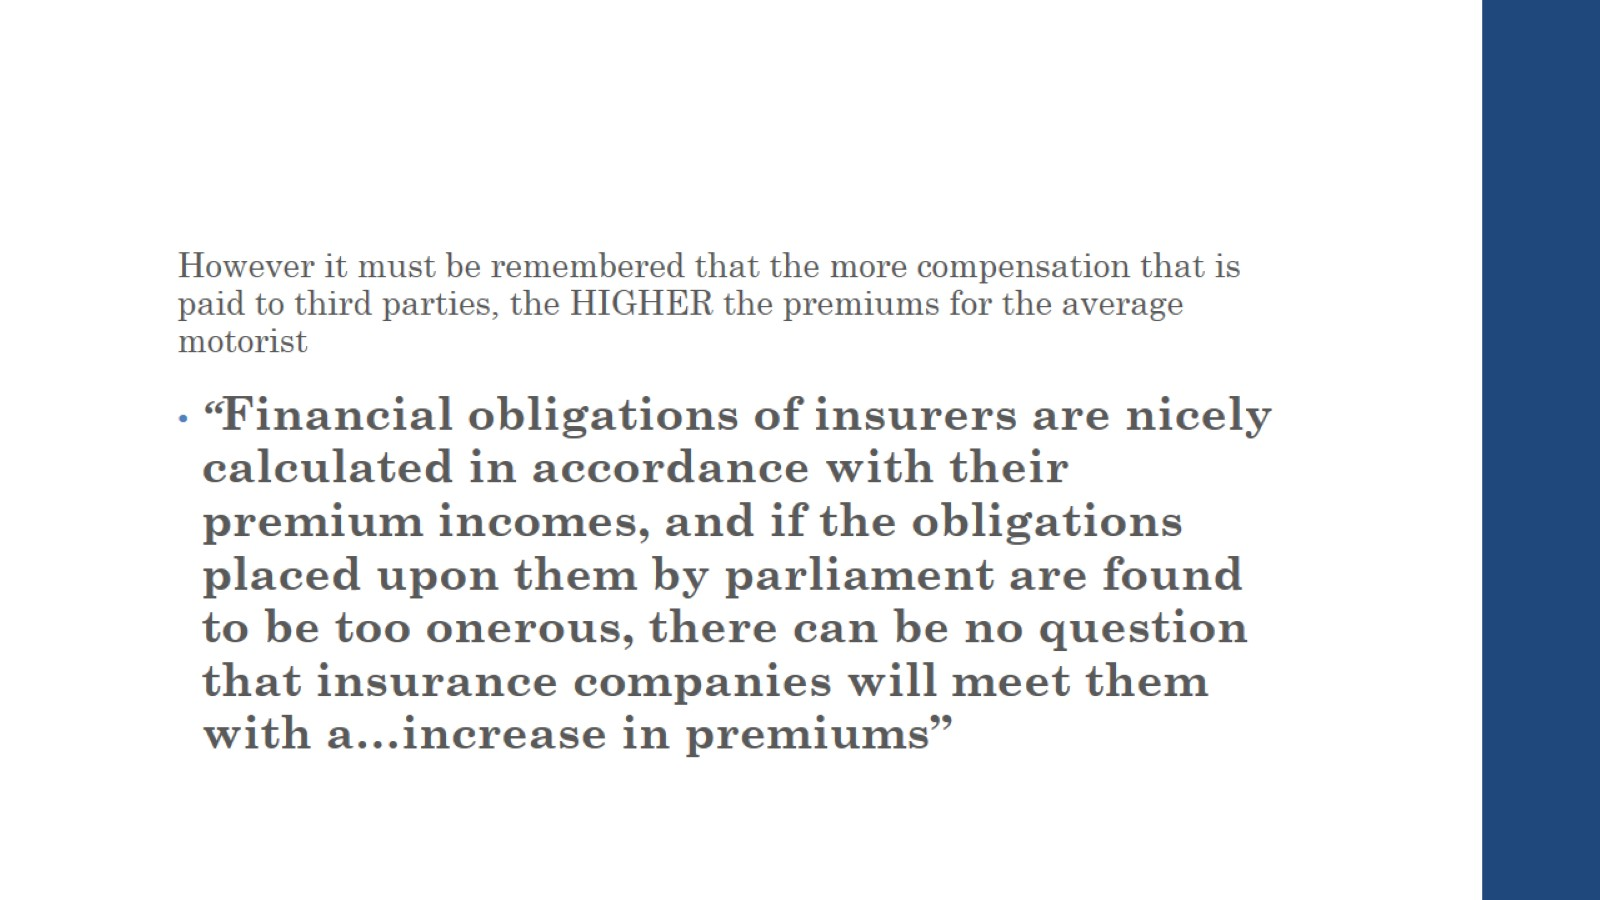 However it must be remembered that the more compensation that is
paid to third parties, the HIGHER the premiums for the average
motorist
• “Financial obligations of insurers are nicely
calculated in accordance with their
premium incomes, and if the obligations
placed upon them by parliament are found
to be too onerous, there can be no question
that insurance companies will meet them
with a…increase in premiums”